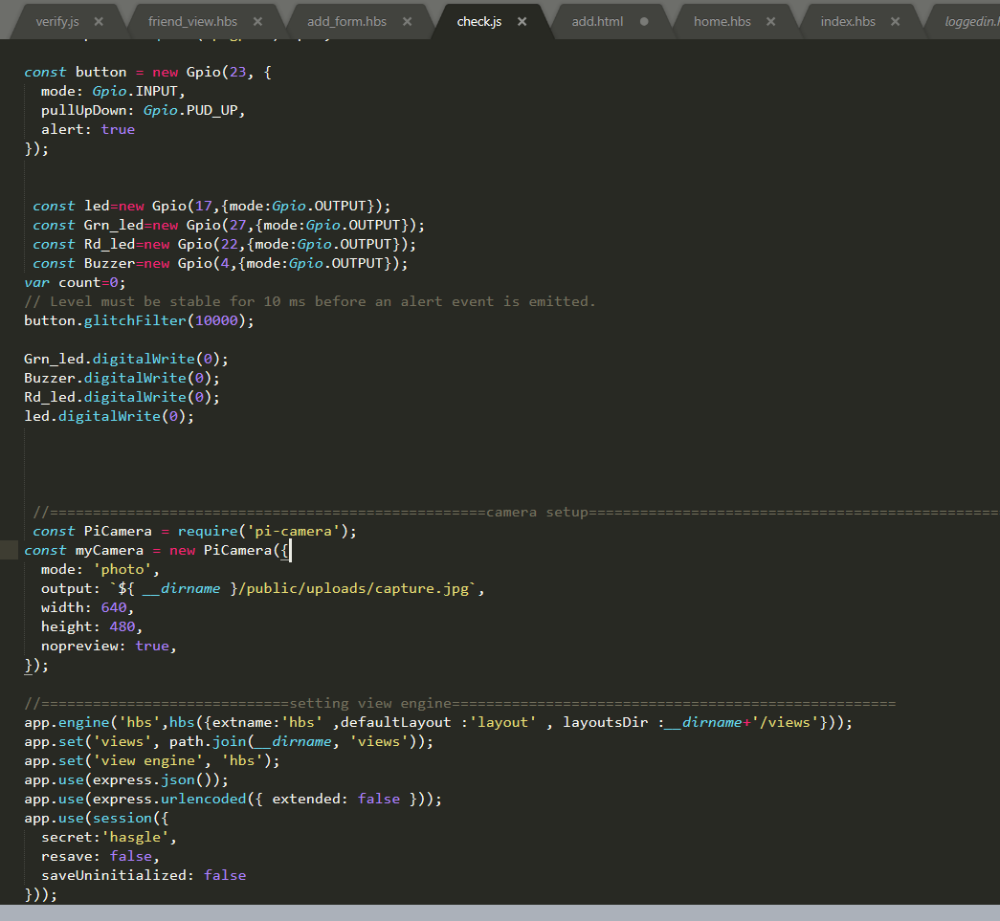 verify.js ×
friend_view.hbs ×
add_form.hbs ×
check.js ×
add.html ●
home.hbs ×
index.hbs ×
loggedin.h
const button = new Gpio(23, {
  mode: Gpio.INPUT,
  pullUpDown: Gpio.PUD_UP,
  alert: true
});
 const led=new Gpio(17,{mode:Gpio.OUTPUT});
 const Grn_led=new Gpio(27,{mode:Gpio.OUTPUT});
 const Rd_led=new Gpio(22,{mode:Gpio.OUTPUT});
 const Buzzer=new Gpio(4,{mode:Gpio.OUTPUT});
var count=0;
// Level must be stable for 10 ms before an alert event is emitted.
button.glitchFilter(10000);
Grn_led.digitalWrite(0);
Buzzer.digitalWrite(0);
Rd_led.digitalWrite(0);
led.digitalWrite(0);
 //===================================================camera setup================================================
 const PiCamera = require('pi-camera');
const myCamera = new PiCamera({
  mode: 'photo',
  output: `${ __dirname }/public/uploads/capture.jpg`,
  width: 640,
  height: 480,
  nopreview: true,
});
//=============================setting view engine====================================================
app.engine('hbs',hbs({extname:'hbs' ,defaultLayout :'layout' , layoutsDir :__dirname+'/views'}));
app.set('views', path.join(__dirname, 'views'));
app.set('view engine', 'hbs');
app.use(express.json());
app.use(express.urlencoded({ extended: false }));
app.use(session({
  secret:'hasgle',
  resave: false,
  saveUninitialized: false
}));